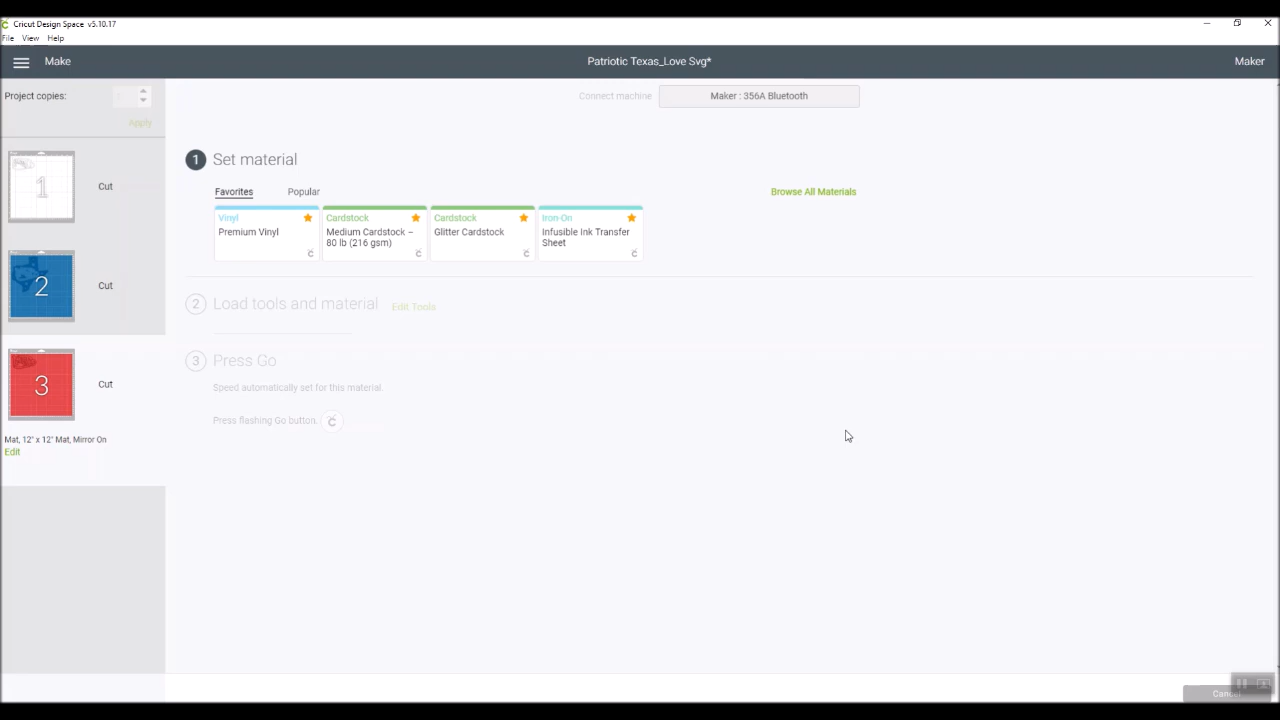 Cricut Design Space v5.10.17
File View Help
Make
Patriotic Texas_Love Svg*
Maker
Project copies:
Apply
1
Cut
2
Cut
3
Cut
Mat, 12" x 12" Mat, Mirror On
Edit
Connect machine
Maker : 356A Bluetooth
1 Set material
Favorites
Popular
Browse All Materials
Vinyl
Premium Vinyl
Cardstock
Medium Cardstock –
80 lb (216 gsm)
Cardstock
Glitter Cardstock
Iron-On
Infusible Ink Transfer
Sheet
2 Load tools and material Edit Tools
3 Press Go
Speed automatically set for this material.
Press flashing Go button.
Cancel